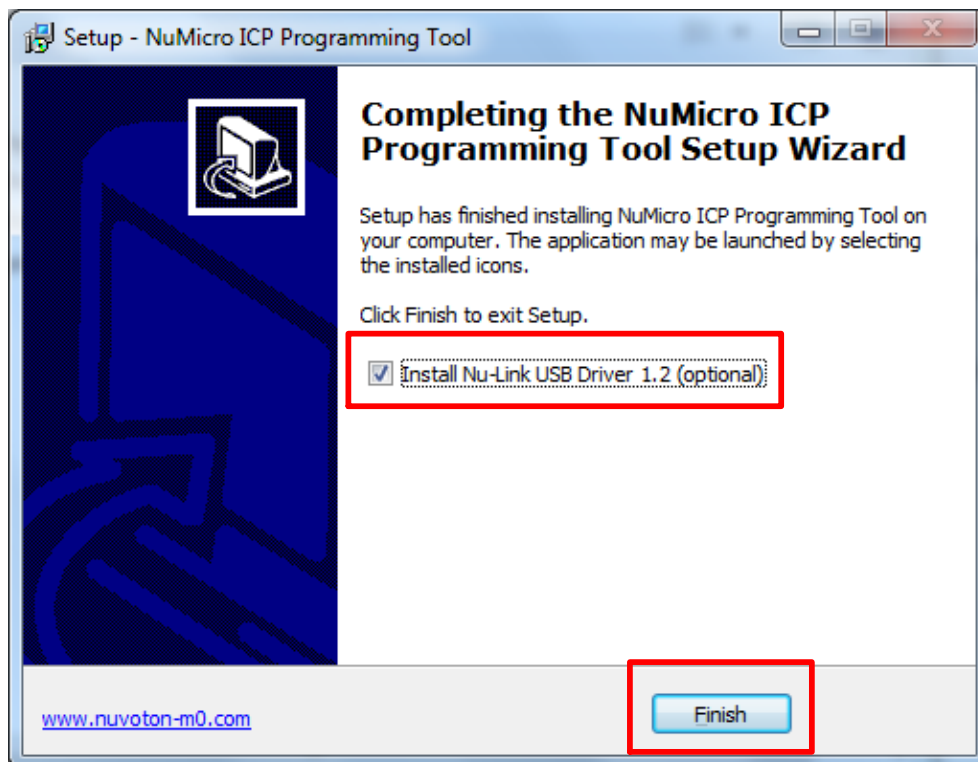 Setup - NuMicro ICP Programming Tool
Completing the NuMicro ICP
Programming Tool Setup Wizard
Setup has finished installing NuMicro ICP Programming Tool on
your computer. The application may be launched by selecting
the installed icons.
Click Finish to exit Setup.
Install Nu-Link USB Driver 1.2 (optional)
www.nuvoton-m0.com
Finish